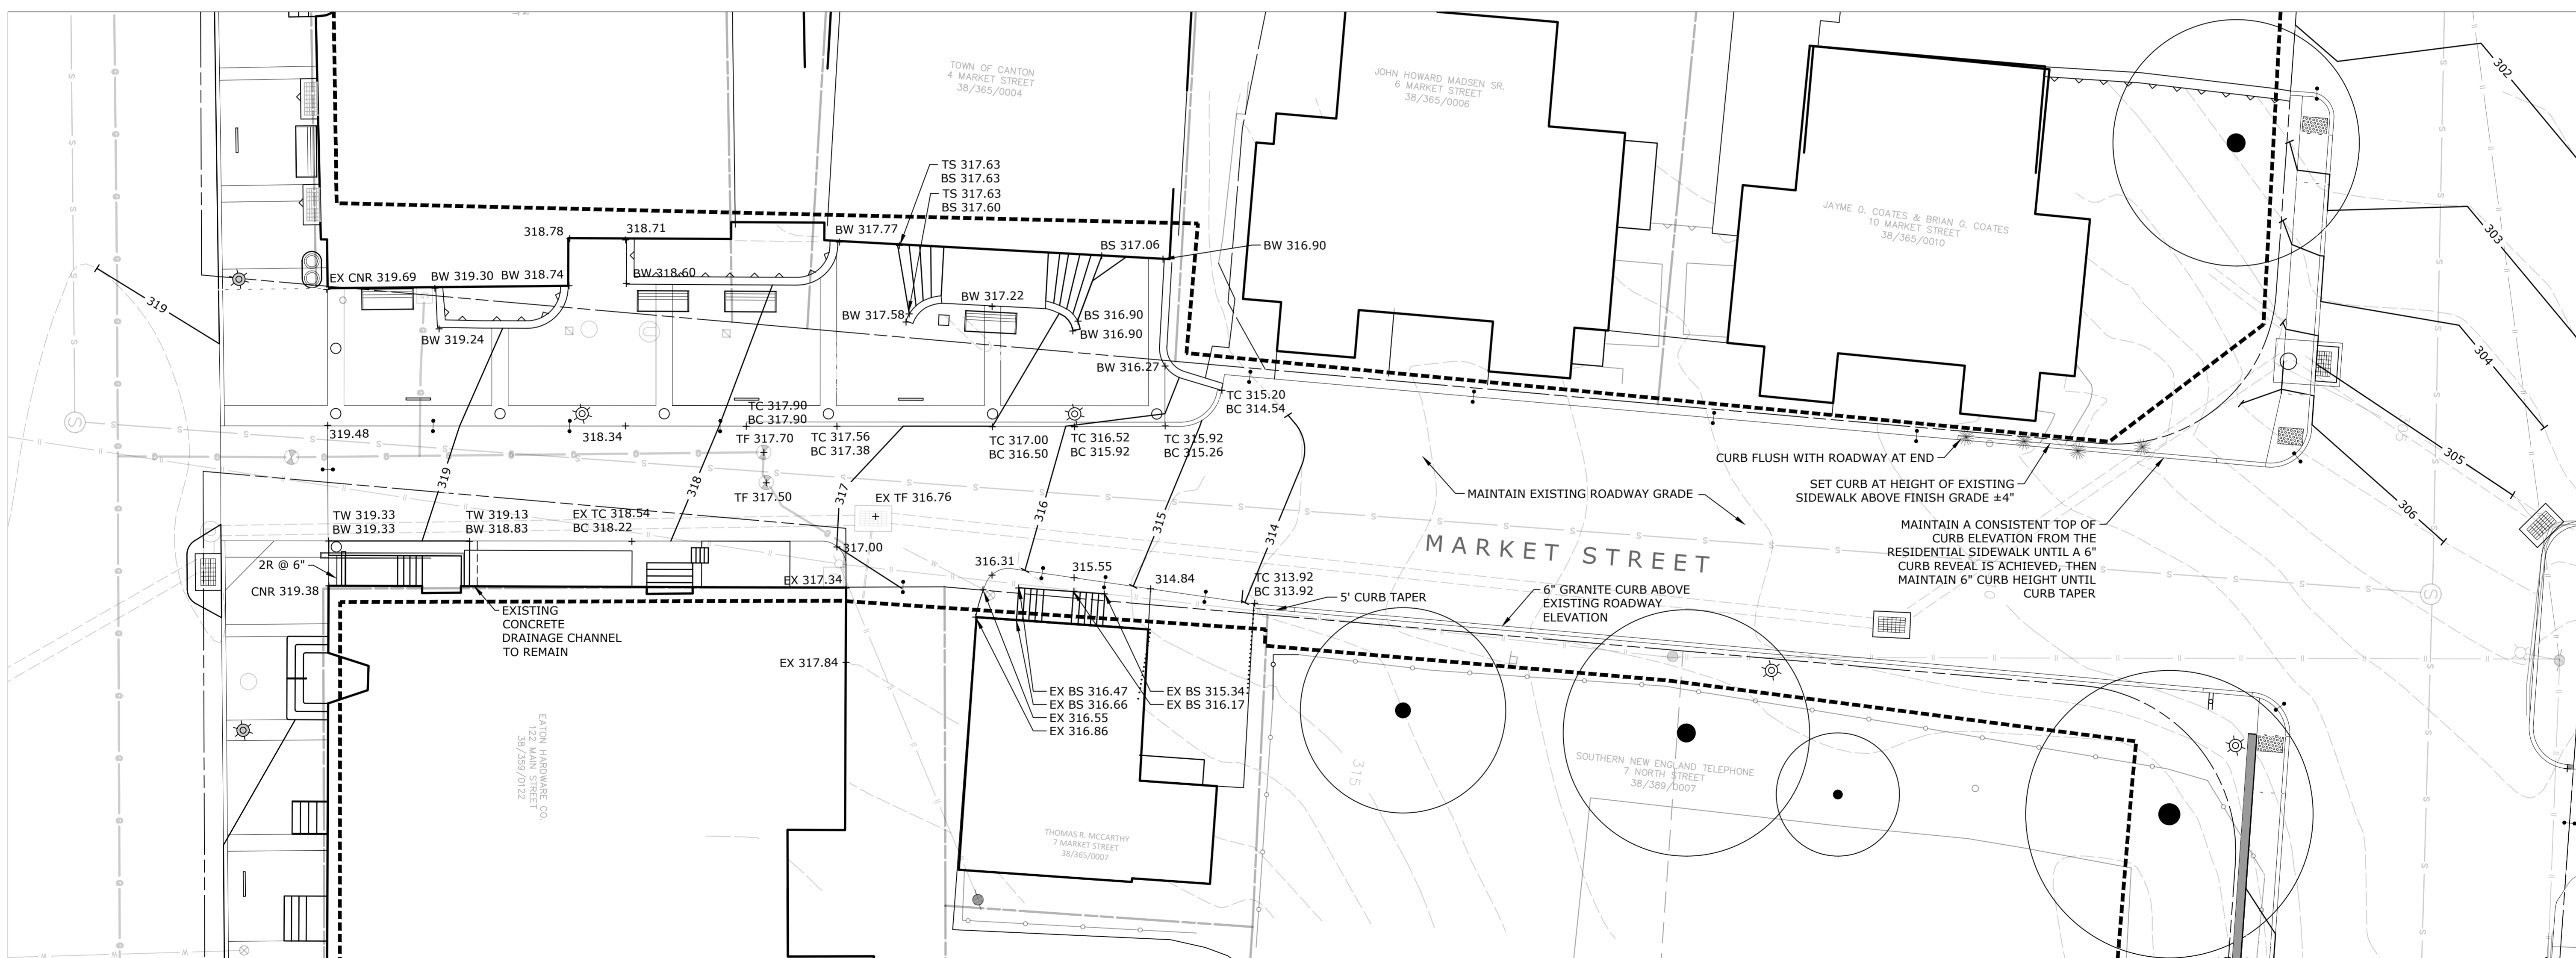 TOWN OF CANTON
4 MARKET STREET
38/365/0004
JOHN HOWARD MADSEN SR.
6 MARKET STREET
38/365/0006
JAYME O. COATES & BRIAN G. COATES
10 MARKET STREET
38/365/0010
302
303
304
305
306
TS 317.63
BS 317.63
TS 317.63
BS 317.60
318.78
318.71
BW 317.77
BS 317.06
BW 316.90
EX CNR 319.69
BW 319.30
BW 318.74
BW 318.60
BW 317.22
BW 317.58
BS 316.90
BW 316.90
BW 319.24
BW 316.27
319
TC 317.90
BC 317.90
TC 315.20
BC 314.54
319.48
318.34
TF 317.70
TC 317.56
BC 317.38
TC 317.00
BC 316.50
TC 316.52
BC 315.92
TC 315.92
BC 315.26
319
318
317
316
315
314
TF 317.50
EX TF 316.76
CURB FLUSH WITH ROADWAY AT END
SET CURB AT HEIGHT OF EXISTING
SIDEWALK ABOVE FINISH GRADE ±4"
MAINTAIN EXISTING ROADWAY GRADE
MAINTAIN A CONSISTENT TOP OF
CURB ELEVATION FROM THE
RESIDENTIAL SIDEWALK UNTIL A 6"
CURB REVEAL IS ACHIEVED, THEN
MAINTAIN 6" CURB HEIGHT UNTIL
CURB TAPER
MARKET STREET
TW 319.33
BW 319.33
TW 319.13
BW 318.83
EX TC 318.54
BC 318.22
317.00
2R @ 6"
CNR 319.38
EX 317.34
316.31
315.55
314.84
TC 313.92
BC 313.92
5' CURB TAPER
6" GRANITE CURB ABOVE
EXISTING ROADWAY
ELEVATION
EXISTING
CONCRETE
DRAINAGE CHANNEL
TO REMAIN
EX 317.84
EX BS 316.47
EX BS 316.66
EX 316.55
EX 316.86
EX BS 315.34
EX BS 316.17
EATON HARDWARE CO.
122 MAIN STREET
38/359/0122
THOMAS R. MCCARTHY
7 MARKET STREET
38/365/0007
315
SOUTHERN NEW ENGLAND TELEPHONE
7 NORTH STREET
38/389/0007